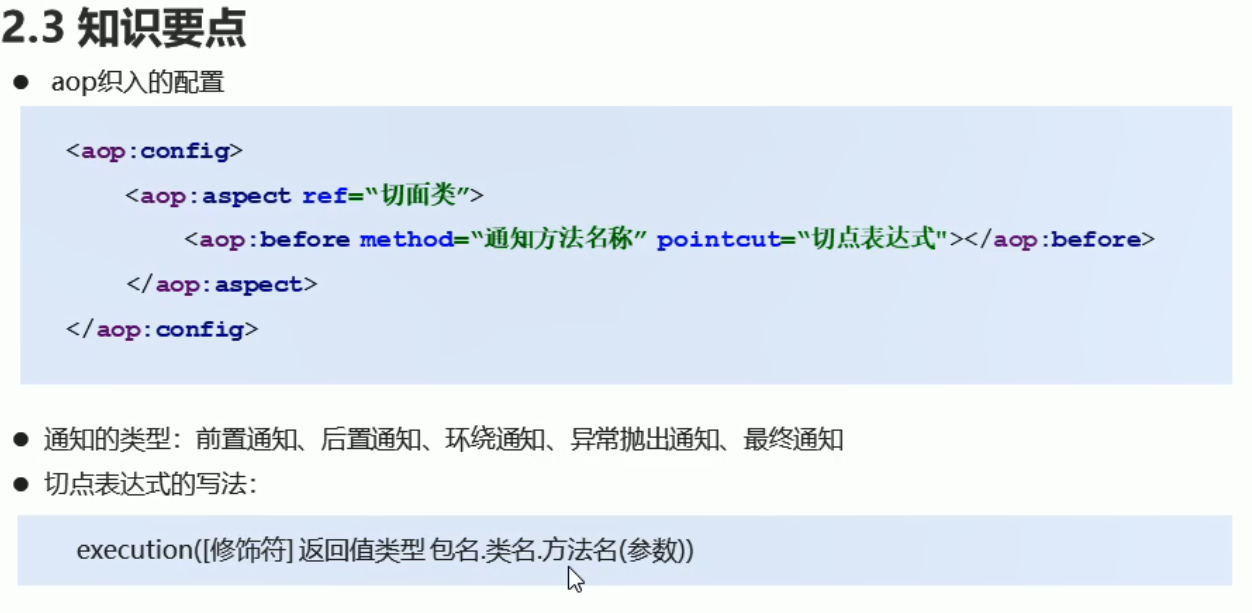 2.3 知识要点
● aop织入的配置
<aop:config>
<aop:aspect ref=“切面类”>
<aop:before method=“通知方法名称” pointcut=“切点表达式"></aop:before>
</aop:aspect>
</aop:config>
● 通知的类型：前置通知、后置通知、环绕通知、异常抛出通知、最终通知
● 切点表达式的写法：
execution([修饰符] 返回值类型 包名.类名.方法名(参数))